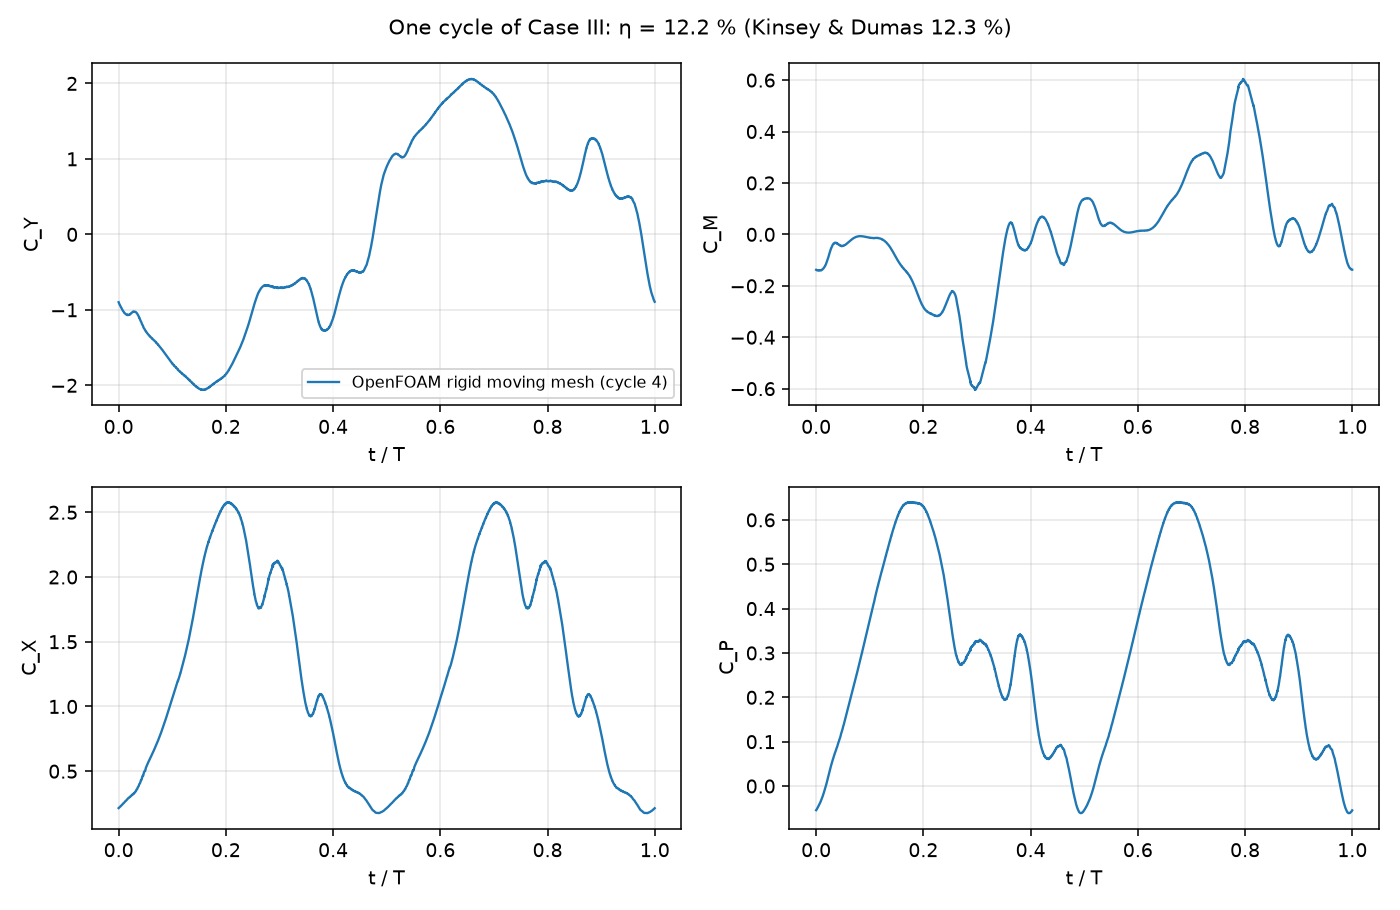 One cycle of Case III: η = 12.2 % (Kinsey & Dumas 12.3 %)
C_Y
2
1
0
−1
−2
OpenFOAM rigid moving mesh (cycle 4)
0.0 0.2 0.4 0.6 0.8 1.0
t / T
C_M
0.6
0.4
0.2
0.0
−0.2
−0.4
−0.6
0.0 0.2 0.4 0.6 0.8 1.0
t / T
C_X
2.5
2.0
1.5
1.0
0.5
0.0 0.2 0.4 0.6 0.8 1.0
t / T
C_P
0.6
0.5
0.4
0.3
0.2
0.1
0.0
0.0 0.2 0.4 0.6 0.8 1.0
t / T